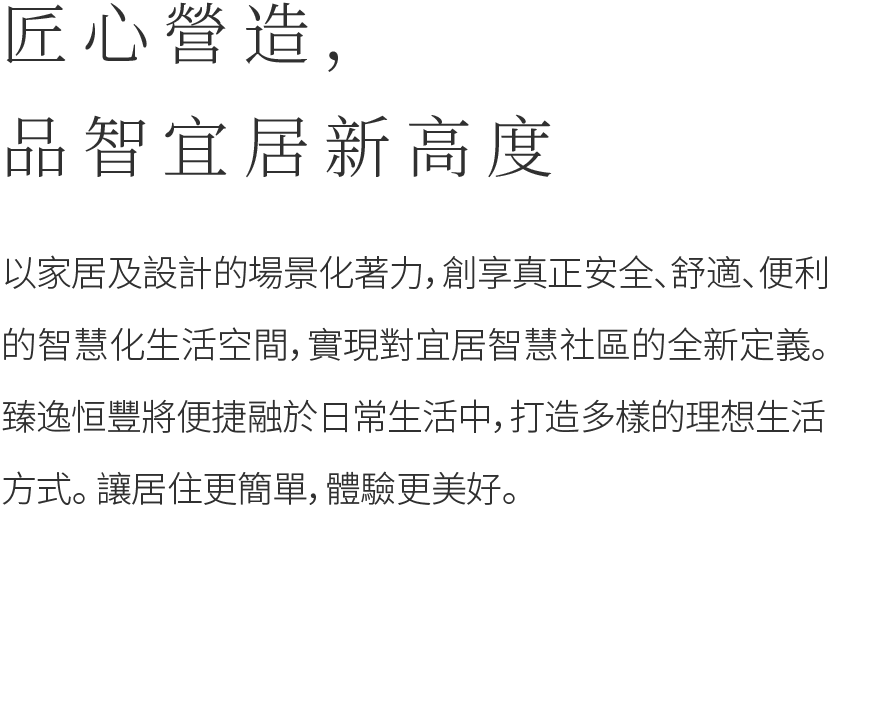 匠心營造,
品智宜居新高度
以家居及設計的場景化著力，創享真正安全、舒適、便利
的智慧化生活空間，實現對宜居智慧社區的全新定義。
臻逸恒豐將便捷融於日常生活中，打造多樣的理想生活
方式。讓居住更簡單，體驗更美好。